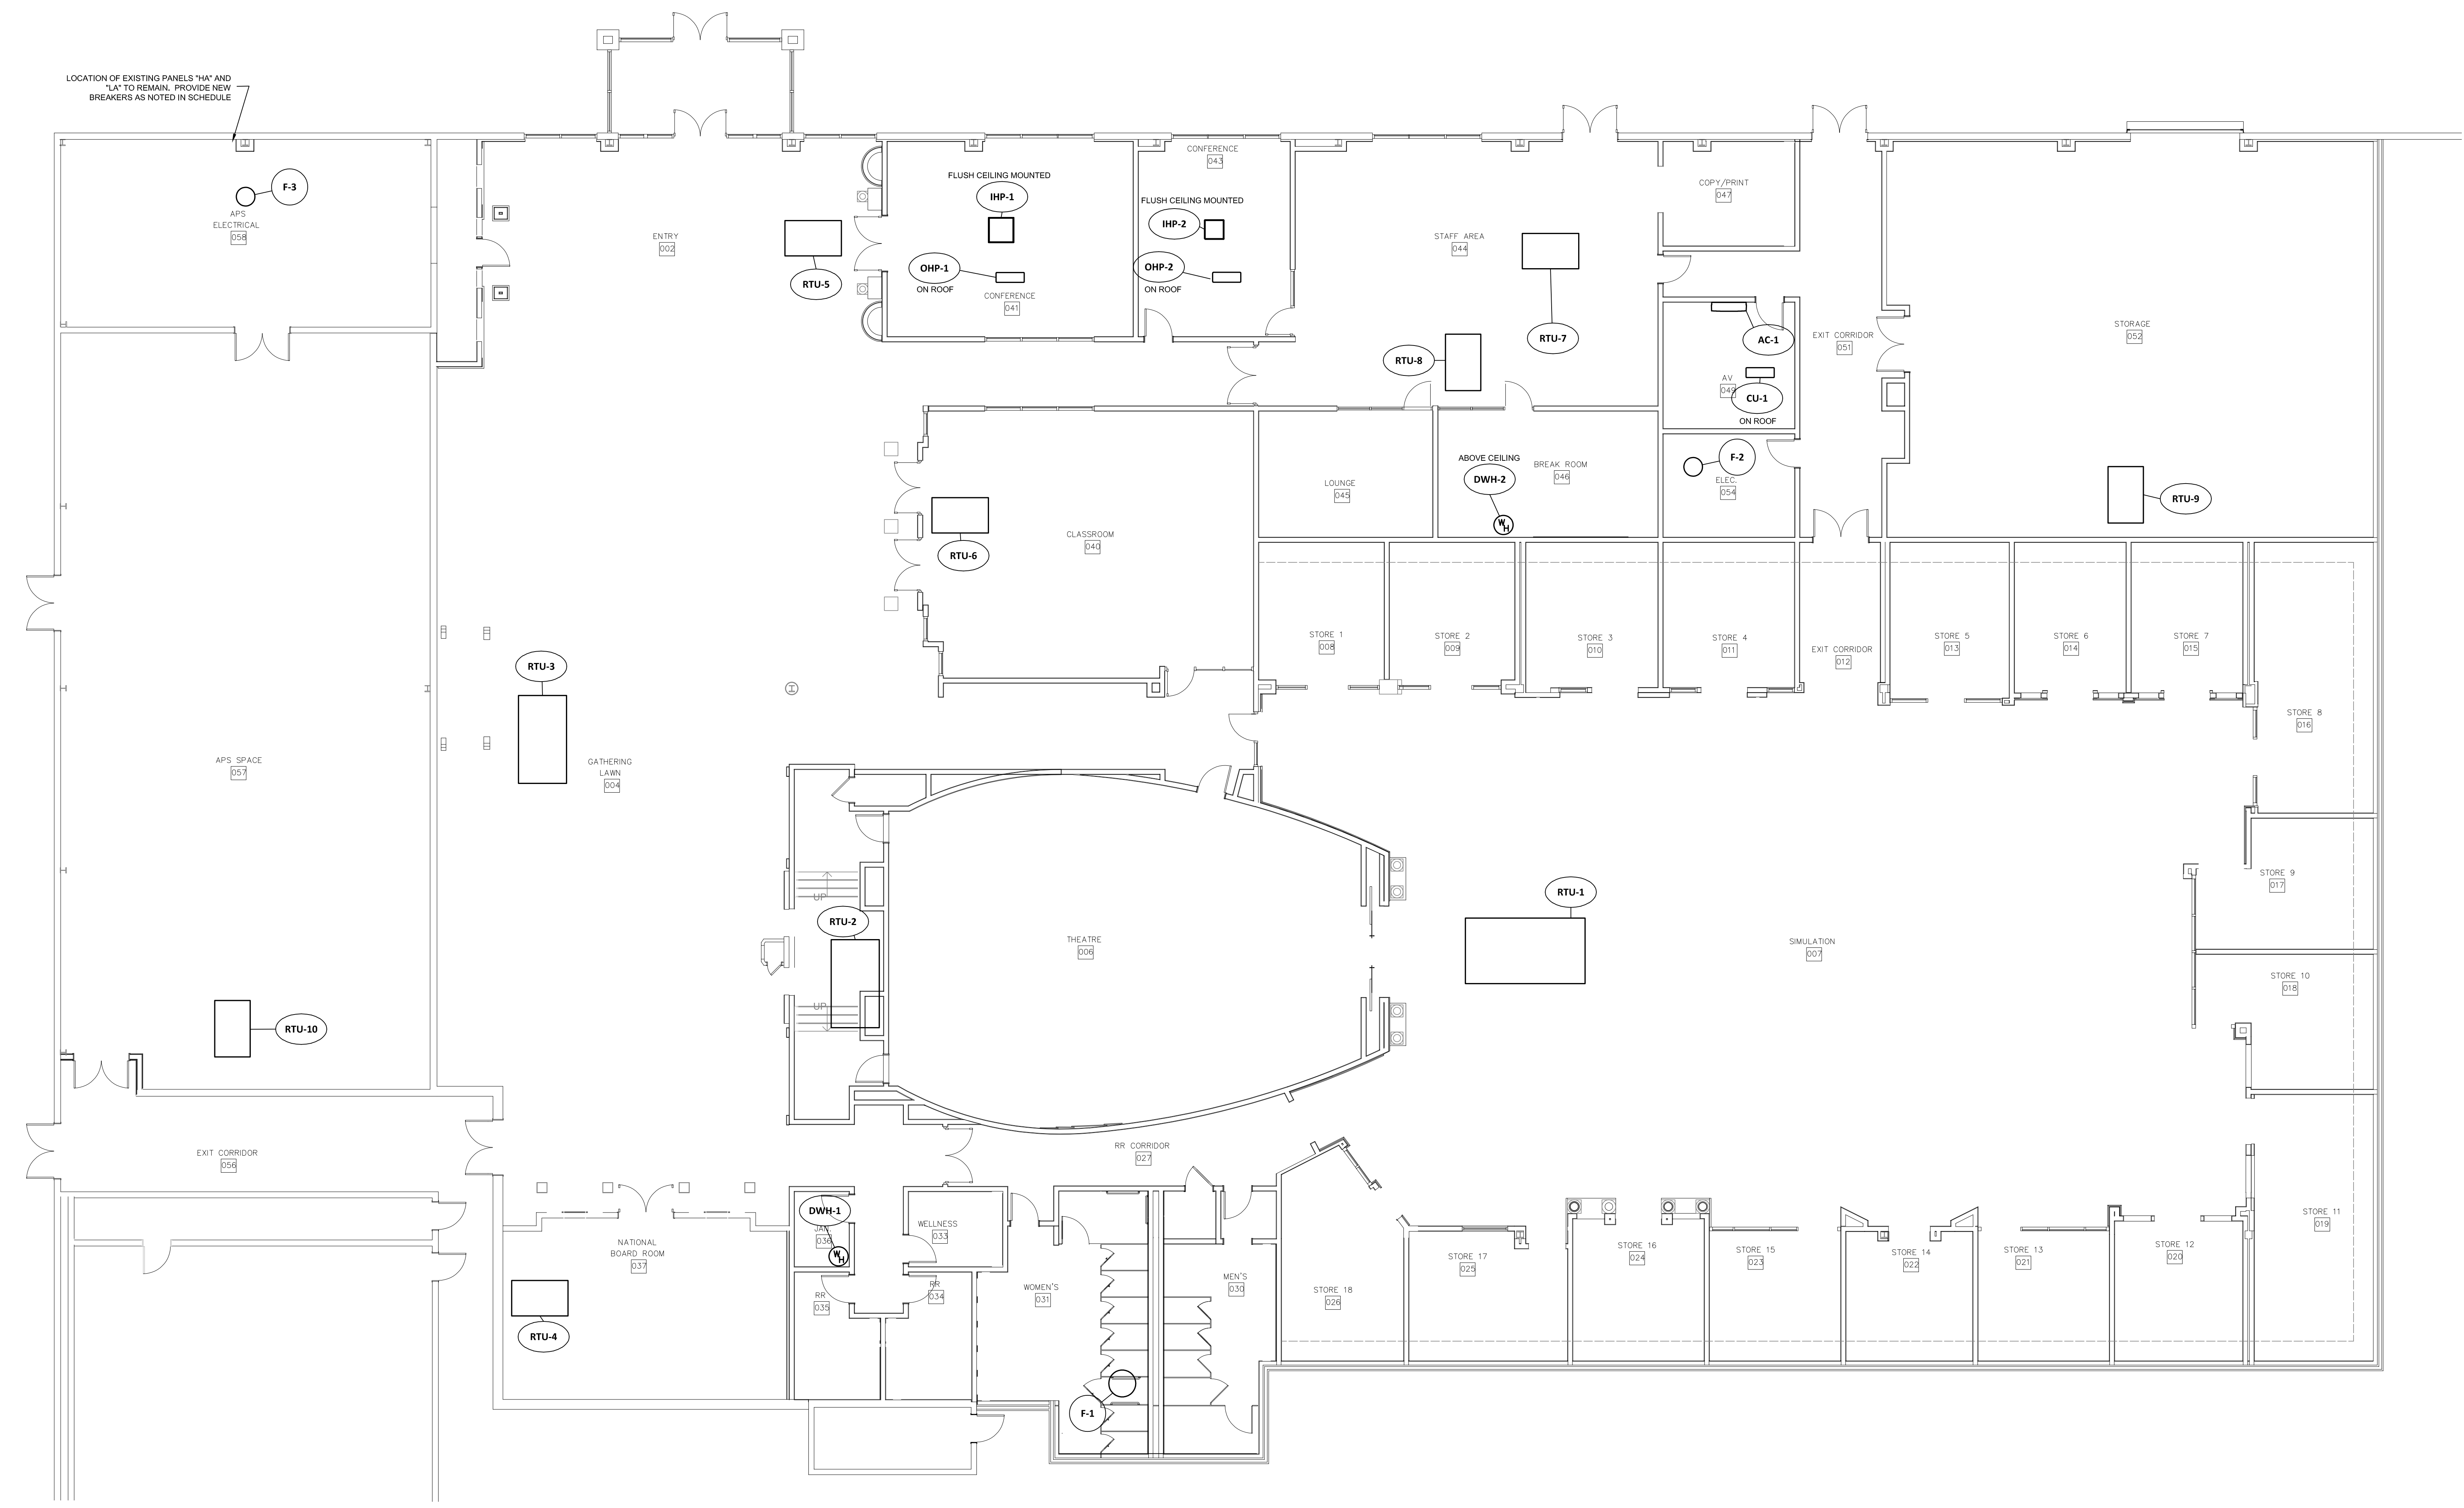 LOCATION OF EXISTING PANELS "HA" AND
"LA" TO REMAIN. PROVIDE NEW
BREAKERS AS NOTED IN SCHEDULE
F-3
APS
ELECTRICAL
058
ENTRY
002
RTU-5
FLUSH CEILING MOUNTED
IHP-1
OHP-1
ON ROOF
CONFERENCE
041
CONFERENCE
043
FLUSH CEILING MOUNTED
IHP-2
OHP-2
ON ROOF
STAFF AREA
044
RTU-7
RTU-8
COPY/PRINT
047
AC-1
AV
049
CU-1
ON ROOF
EXIT CORRIDOR
051
STORAGE
052
RTU-9
F-2
ELEC.
054
ABOVE CEILING
DWH-2
WH
BREAK ROOM
046
LOUNGE
045
CLASSROOM
040
RTU-6
STORE 1
008
STORE 2
009
STORE 3
010
STORE 4
011
EXIT CORRIDOR
012
STORE 5
013
STORE 6
014
STORE 7
015
STORE 8
016
RTU-3
GATHERING
LAWN
004
APS SPACE
057
RTU-10
UP
RTU-2
UP
THEATRE
006
RTU-1
SIMULATION
007
STORE 9
017
STORE 10
018
EXIT CORRIDOR
056
RR CORRIDOR
027
NATIONAL
BOARD ROOM
037
RTU-4
DWH-1
JAN.
036
WH
WELLNESS
033
RR
035
RR
034
WOMEN'S
031
F-1
MEN'S
030
STORE 18
026
STORE 17
025
STORE 16
024
STORE 15
023
STORE 14
022
STORE 13
021
STORE 12
020
STORE 11
019